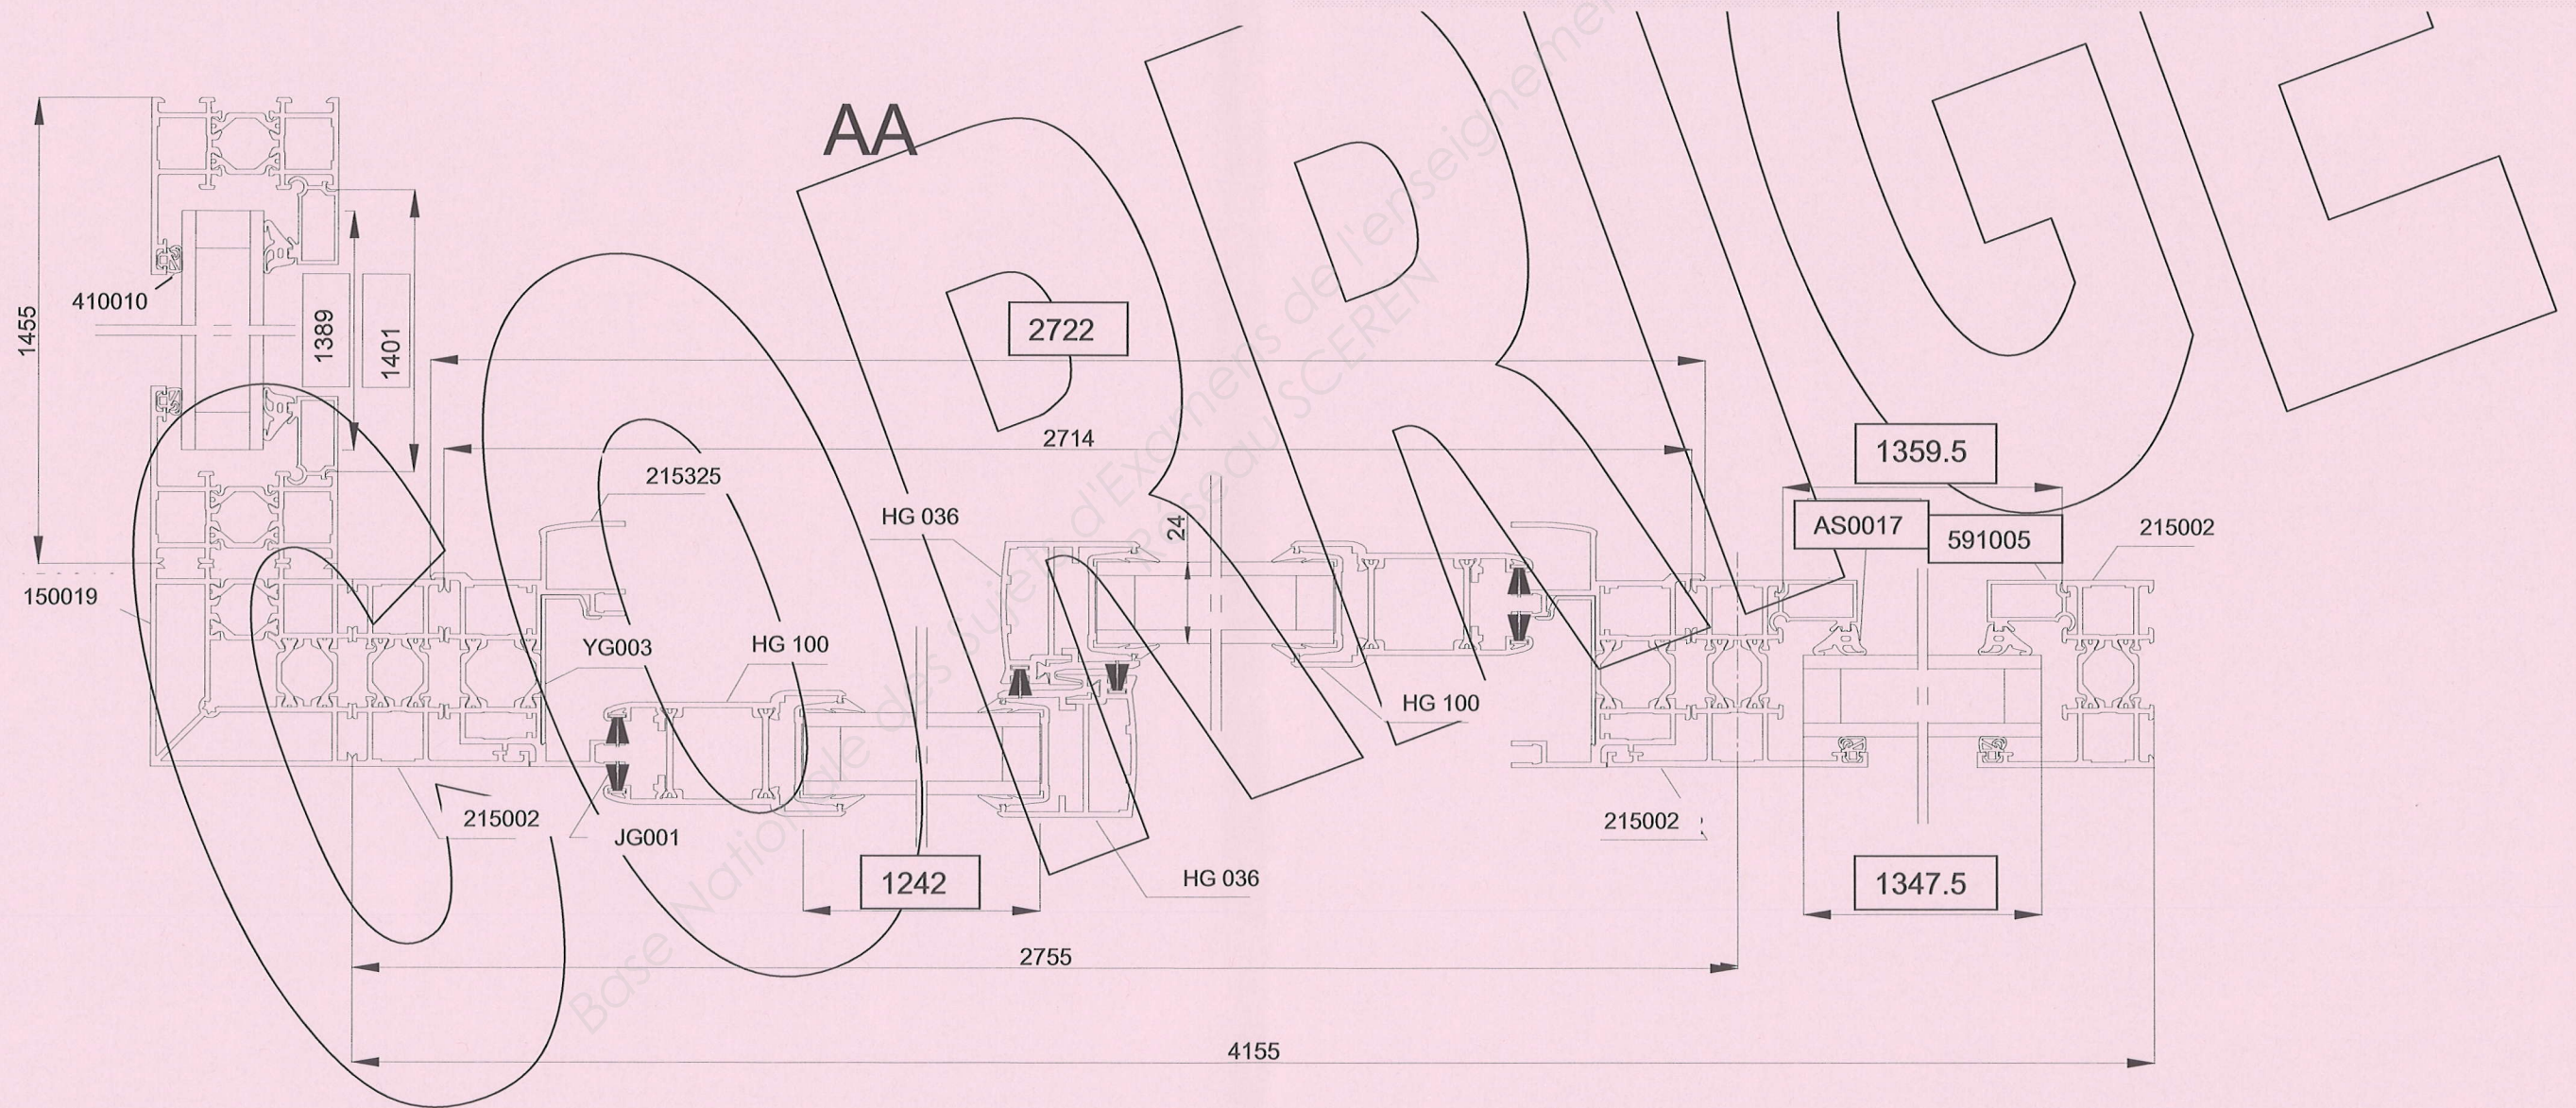 AA
CORRIGE
410010
1455
1389
1401
2722
2714
215325
HG 036
24
1359.5
AS0017
591005
215002
150019
YG003
HG 100
HG 100
215002
JG001
215002
1242
HG 036
1347.5
2755
4155
Base Nationale des Sujets d'Examens de l'enseignement
Réseau SCEREN